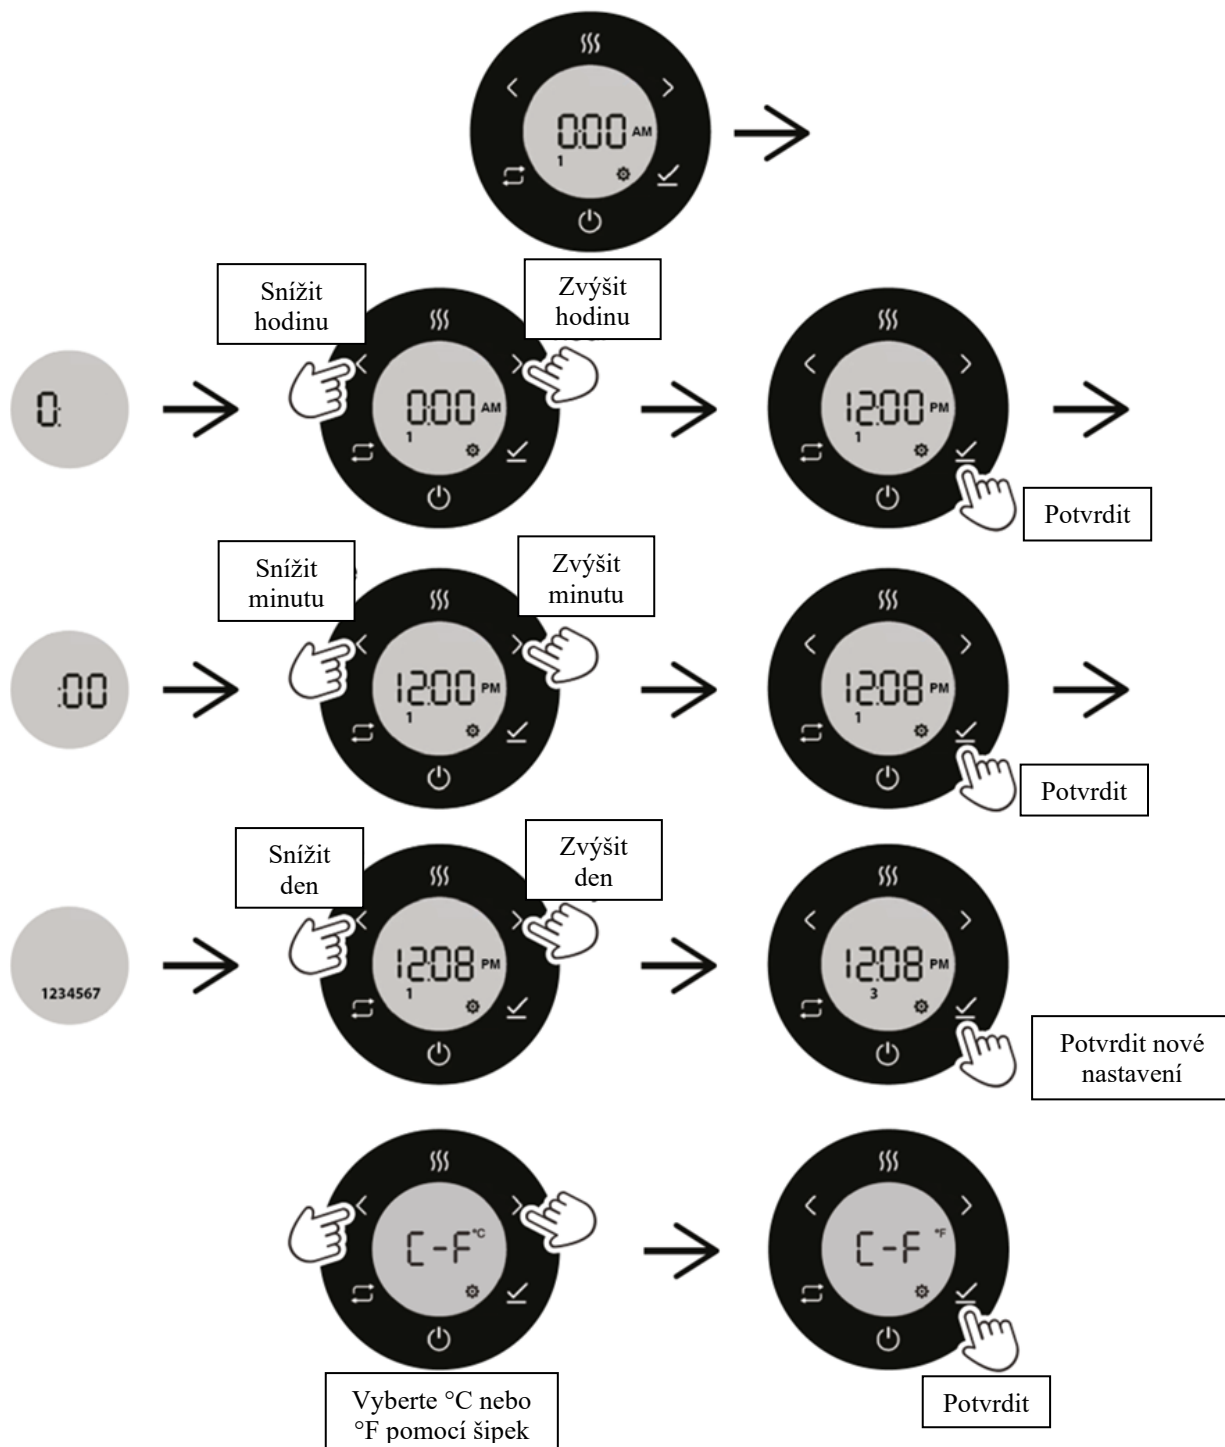 0:00 AM
1
Snížit
hodinu
Zvýšit
hodinu
0:
0:00 AM
1
12:00 PM
1
Potvrdit
Snížit
minutu
Zvýšit
minutu
:00
12:00 PM
1
12:08 PM
1
Potvrdit
Snížit
den
Zvýšit
den
1234567
12:08 PM
1
12:08 PM
3
Potvrdit nové
nastavení
C-F °C
C-F °F
Vyberte °C nebo
°F pomocí šipek
Potvrdit